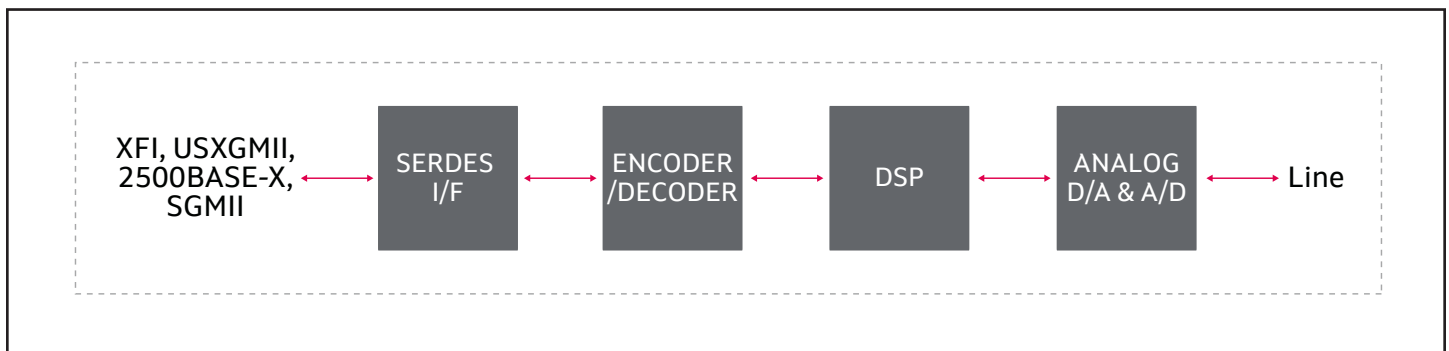 XFI, USXGMII,
2500BASE-X,
SGMII
SERDES
I/F
ENCODER
/DECODER
DSP
ANALOG
D/A & A/D
Line